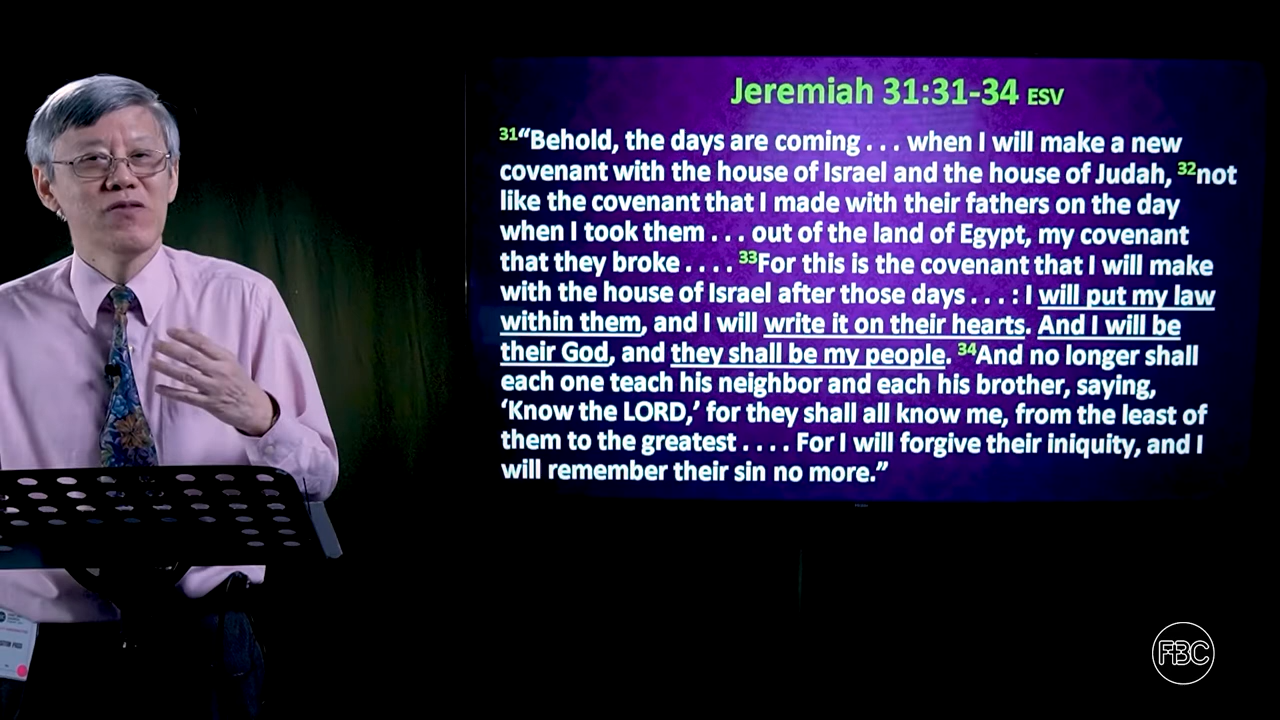 Jeremiah 31:31-34 ESV
31“Behold, the days are coming . . . when I will make a new
covenant with the house of Israel and the house of Judah, 32not
like the covenant that I made with their fathers on the day
when I took them . . . out of the land of Egypt, my covenant
that they broke . . . . 33For this is the covenant that I will make
with the house of Israel after those days . . . . : I will put my law
within them, and I will write it on their hearts. And I will be
their God, and they shall be my people. 34And no longer shall
each one teach his neighbor and each his brother, saying,
‘Know the LORD,’ for they shall all know me, from the least of
them to the greatest . . . . For I will forgive their iniquity, and I
will remember their sin no more.”
FBC